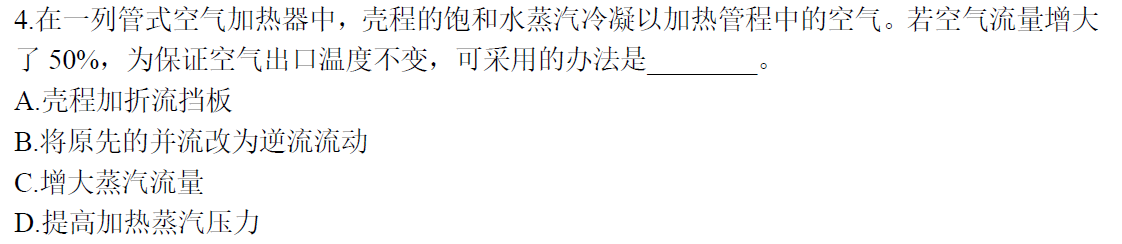 4.在一列管式空气加热器中，壳程的饱和水蒸汽冷凝以加热管程中的空气。若空气流量增大
了 50%，为保证空气出口温度不变，可采用的办法是________。
A.壳程加折流挡板
B.将原先的并流改为逆流流动
C.增大蒸汽流量
D.提高加热蒸汽压力